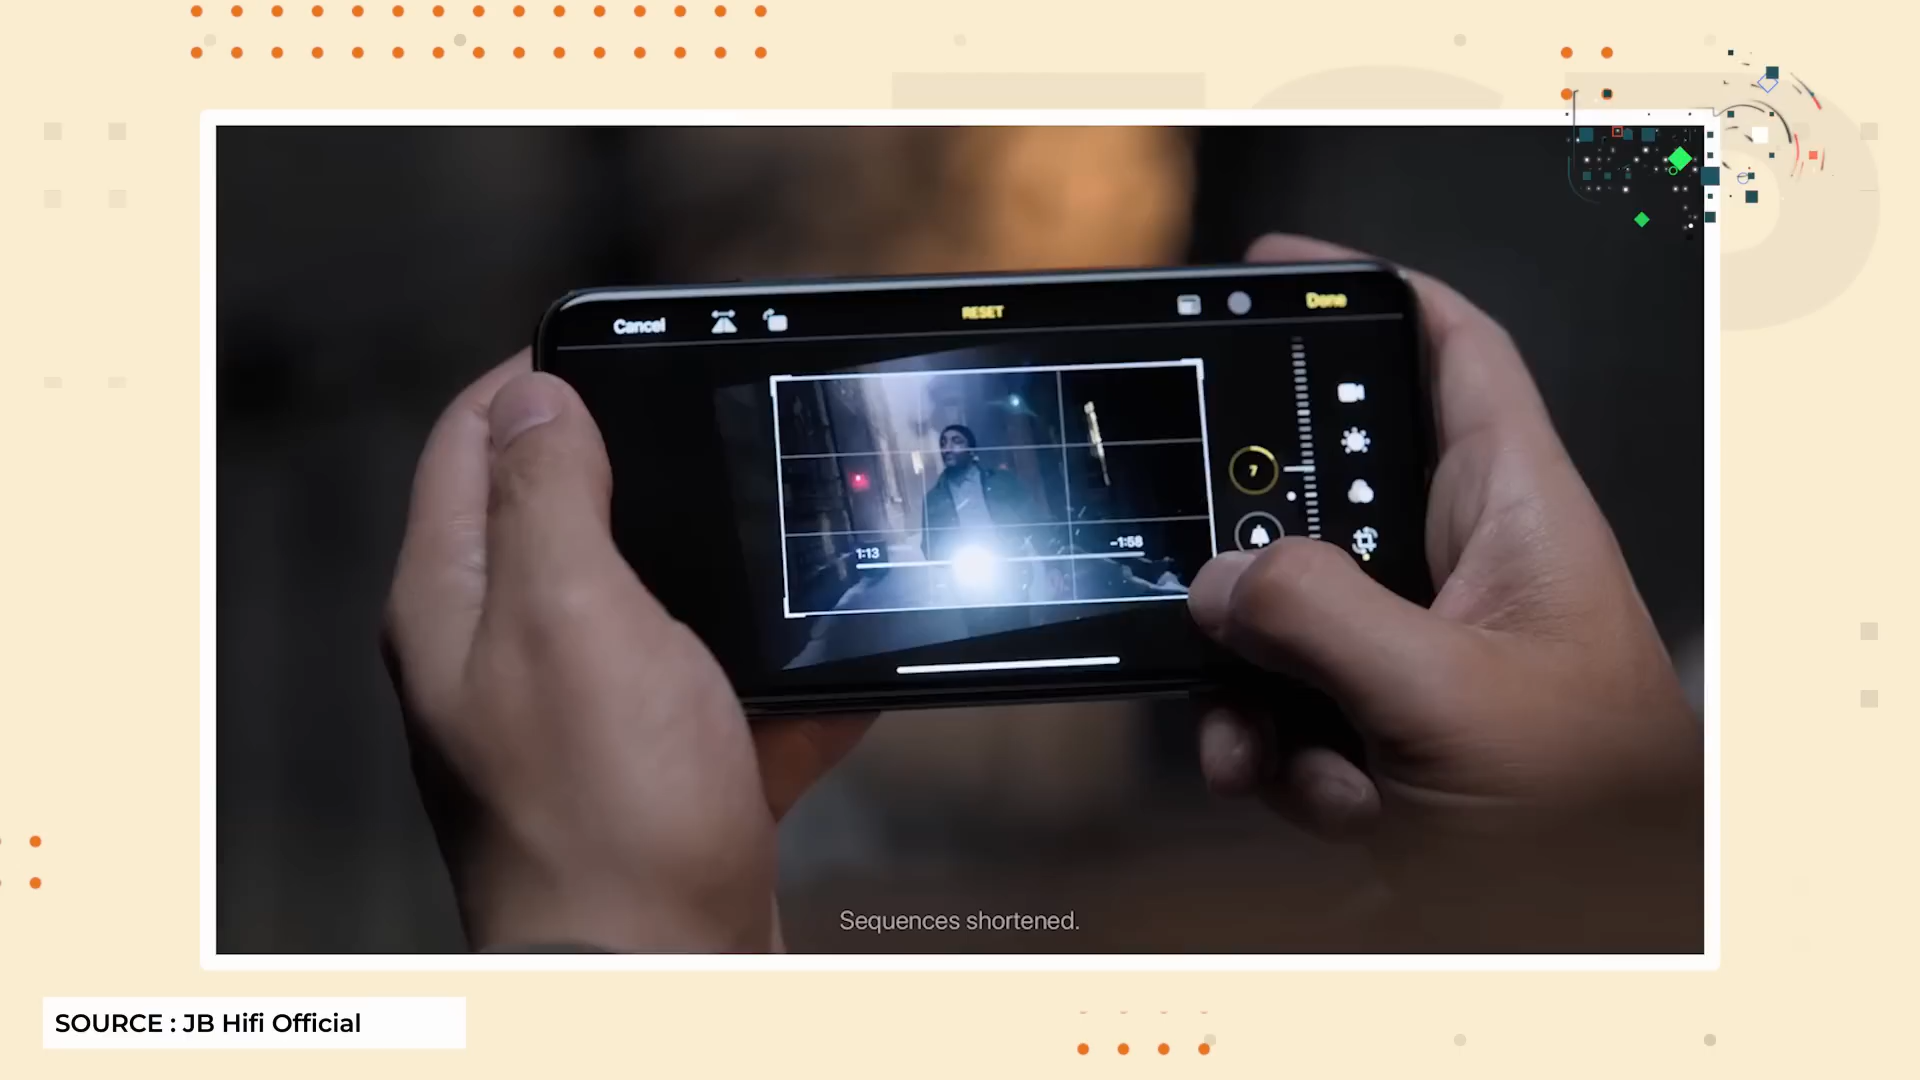 Cancel
RESET
Done
7
1:13
-1:58
Sequences shortened.
SOURCE : JB Hifi Official